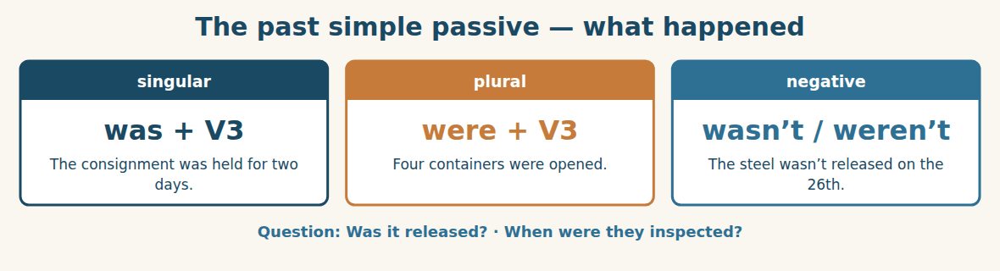 The past simple passive — what happened
singular
was + V3
The consignment was held for two
days.
plural
were + V3
Four containers were opened.
negative
wasn’t / weren’t
The steel wasn’t released on the
26th.
Question: Was it released? · When were they inspected?